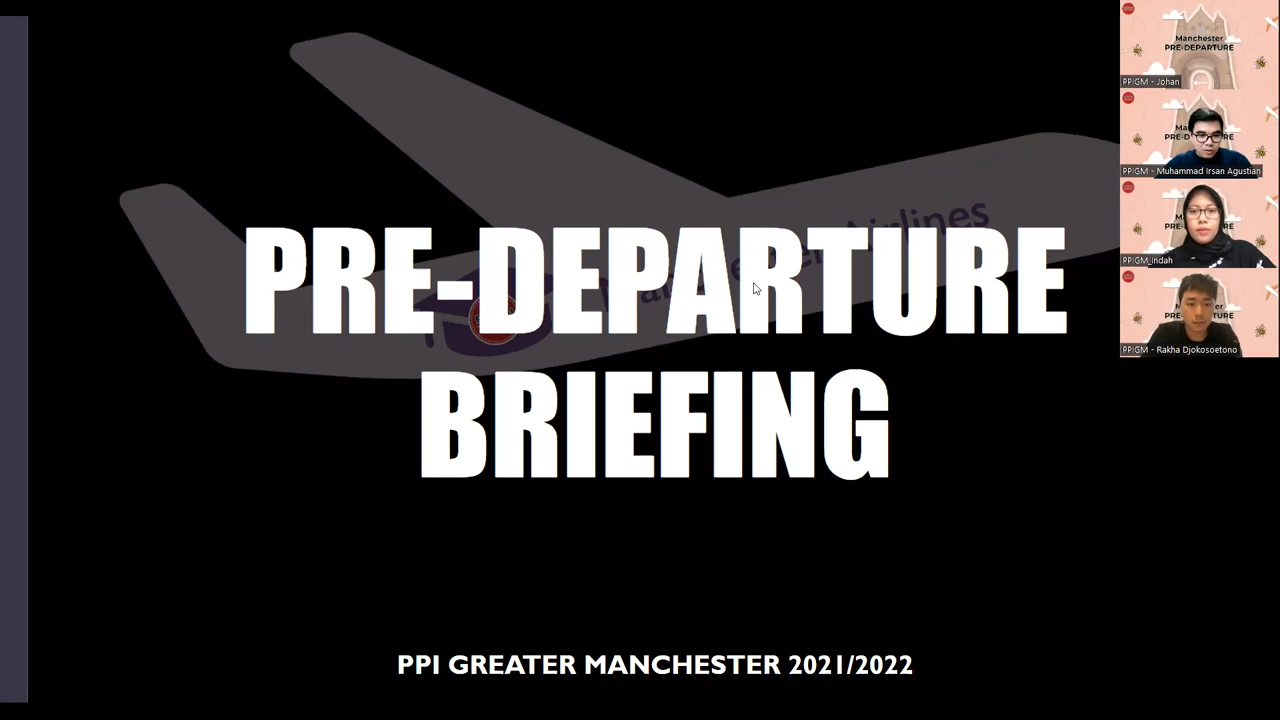 PRE-DEPARTURE
BRIEFING
PPI GREATER MANCHESTER 2021/2022
Airlines
Manchester
PRE-DEPARTURE
PPIGM - Johan
PPIGM - Muhammad Irsan Agustian
PPIGM_Indah
PPIGM - Rakha Djokosoetono